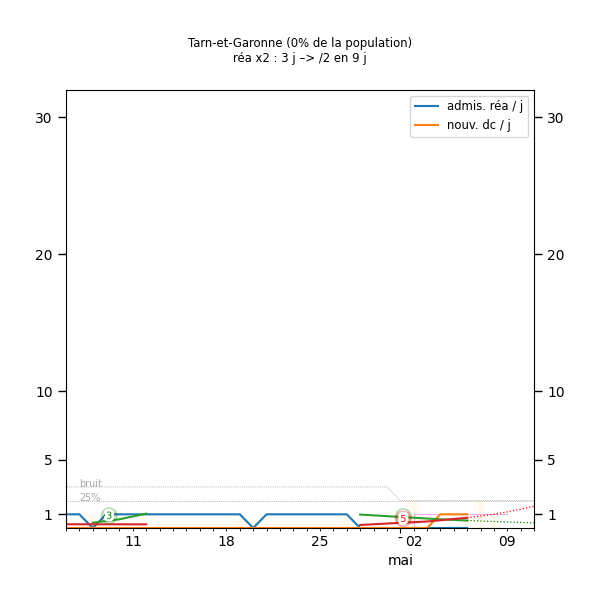 Tarn-et-Garonne (0% de la population)
réa x2 : 3 j –> /2 en 9 j
admis. réa / j
nouv. dc / j
30 30
20 20
10 10
5 5
bruit
25%
1 3 5 1
11 18 25 - 02 09
mai